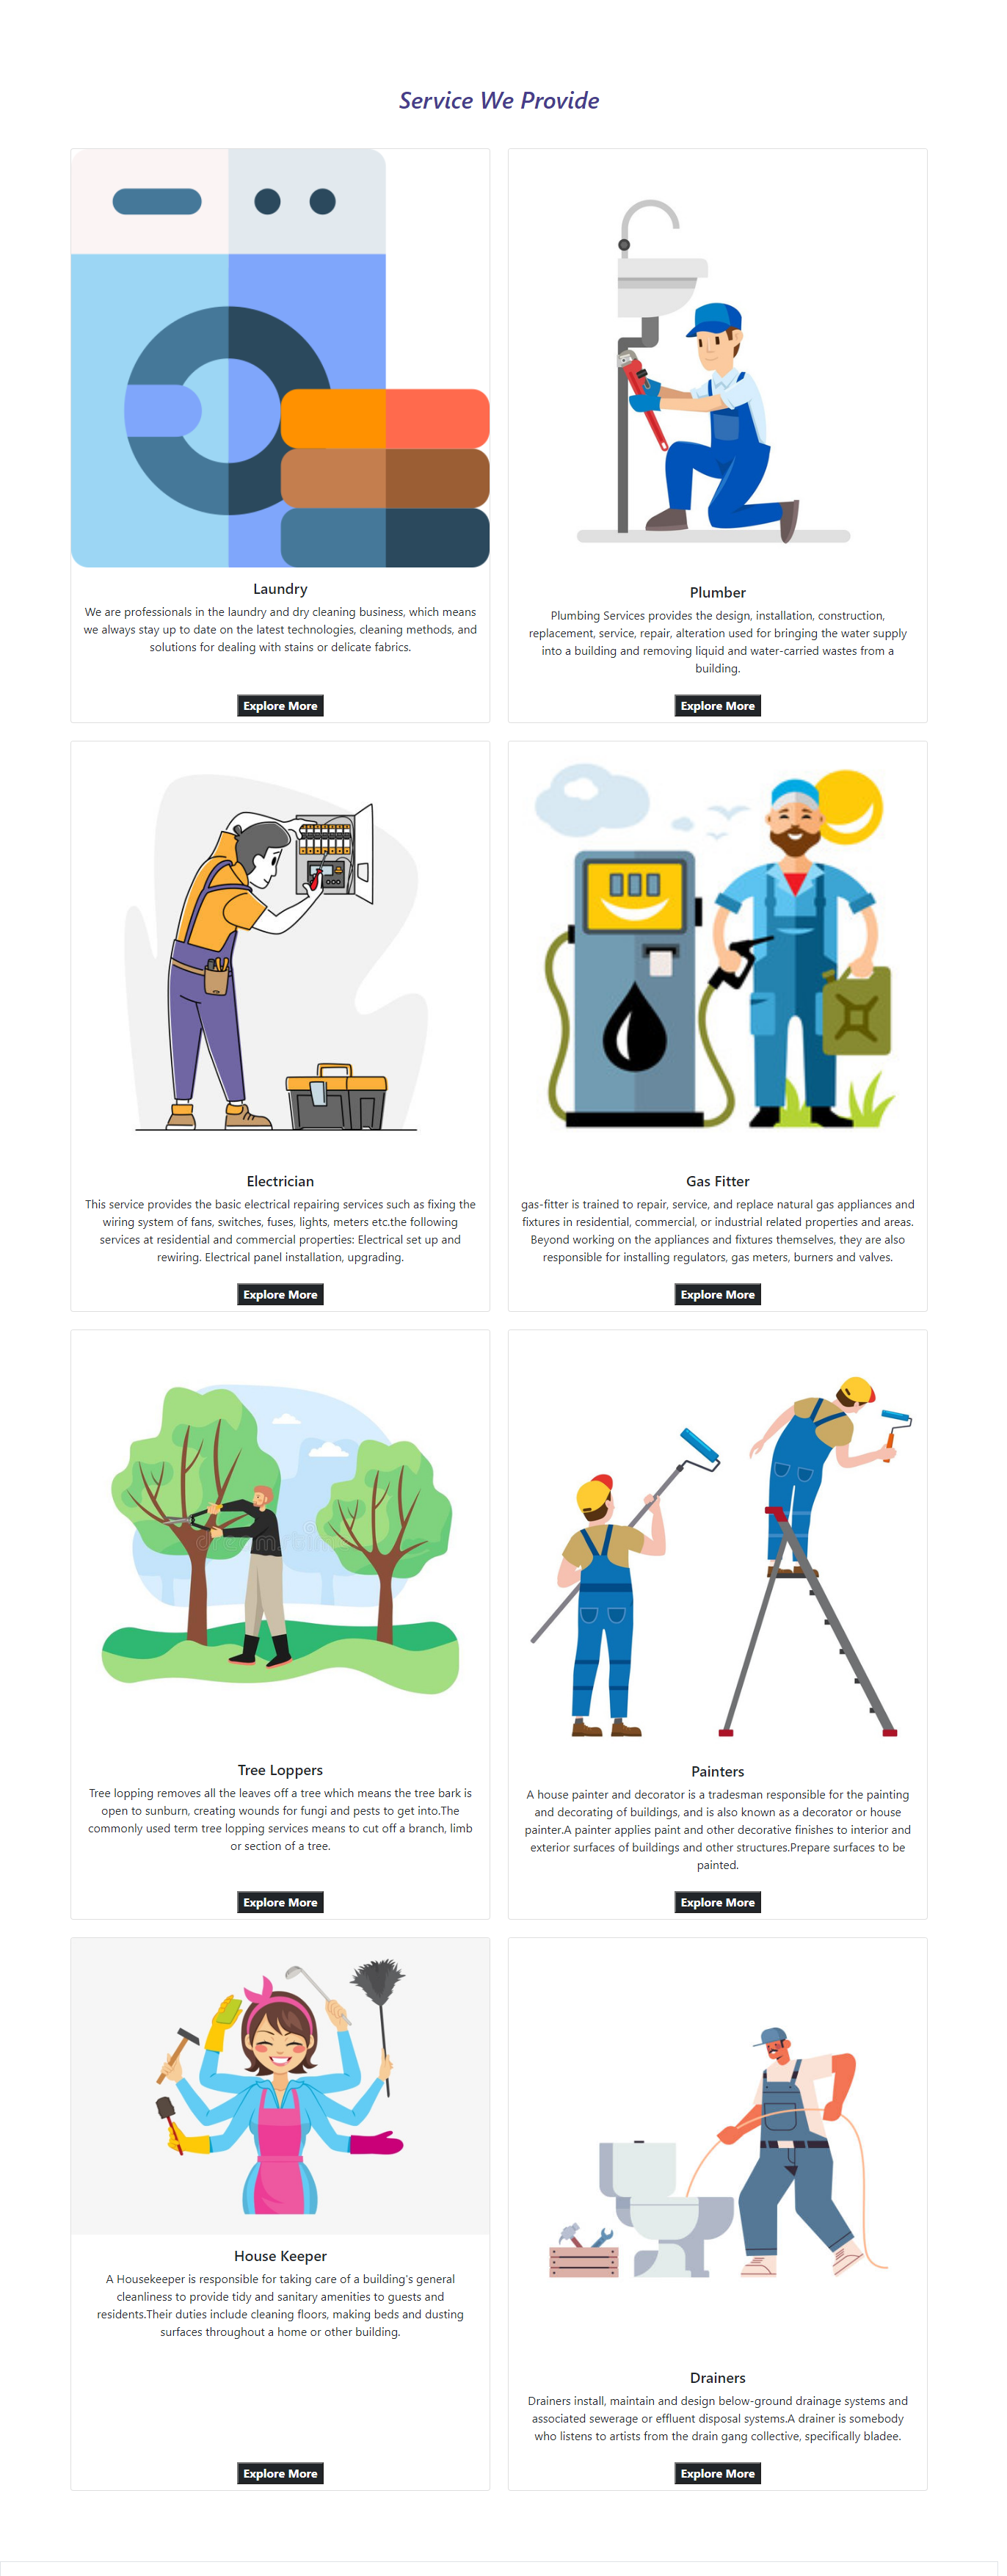 Service We Provide
Laundry
We are professionals in the laundry and dry cleaning business, which means
we always stay up to date on the latest technologies, cleaning methods, and
solutions for dealing with stains or delicate fabrics.
Explore More
Plumber
Plumbing Services provides the design, installation, construction,
replacement, service, repair, alteration used for bringing the water supply
into a building and removing liquid and water-carried wastes from a
building.
Explore More
Electrician
This service provides the basic electrical repairing services such as fixing the
wiring system of fans, switches, fuses, lights, meters etc.the following
services at residential and commercial properties: Electrical set up and
rewiring. Electrical panel installation, upgrading.
Explore More
Gas Fitter
gas-fitter is trained to repair, service, and replace natural gas appliances and
fixtures in residential, commercial, or industrial related properties and areas.
Beyond working on the appliances and fixtures themselves, they are also
responsible for installing regulators, gas meters, burners and valves.
Explore More
Tree Loppers
Tree lopping removes all the leaves off a tree which means the tree bark is
open to sunburn, creating wounds for fungi and pests to get into.The
commonly used term tree lopping services means to cut off a branch, limb
or section of a tree.
Explore More
Painters
A house painter and decorator is a tradesman responsible for the painting
and decorating of buildings, and is also known as a decorator or house
painter.A painter applies paint and other decorative finishes to interior and
exterior surfaces of buildings and other structures.Prepare surfaces to be
painted.
Explore More
House Keeper
A Housekeeper is responsible for taking care of a building's general
cleanliness to provide tidy and sanitary amenities to guests and
residents.Their duties include cleaning floors, making beds and dusting
surfaces throughout a home or other building.
Explore More
Drainers
Drainers install, maintain and design below-ground drainage systems and
associated sewerage or effluent disposal systems.A drainer is somebody
who listens to artists from the drain gang collective, specifically bladee.
Explore More